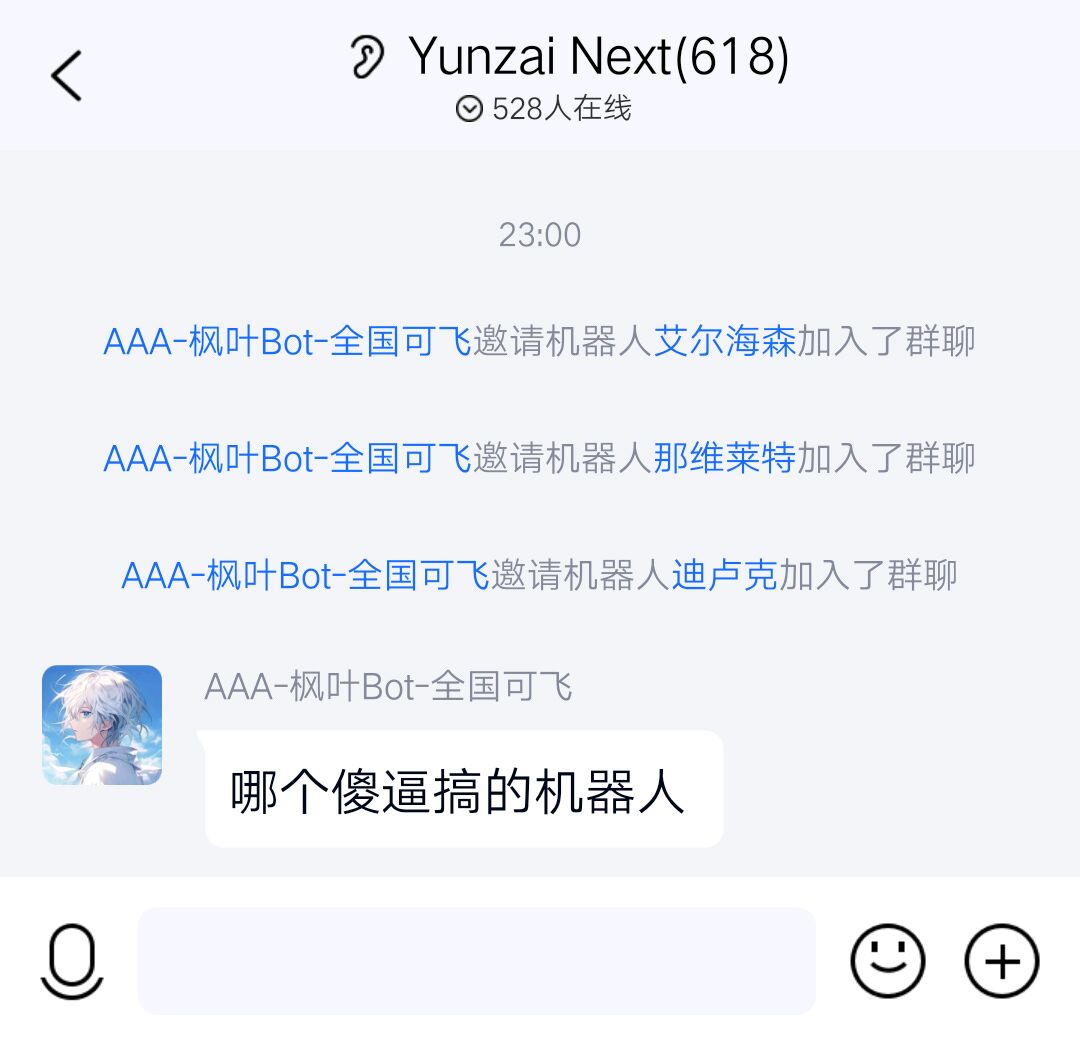 Yunzai Next(618)
528人在线
23:00
AAA-枫叶Bot-全国可飞邀请机器人艾尔海森加入了群聊
AAA-枫叶Bot-全国可飞邀请机器人那维莱特加入了群聊
AAA-枫叶Bot-全国可飞邀请机器人迪卢克加入了群聊
AAA-枫叶Bot-全国可飞
哪个傻逼搞的机器人